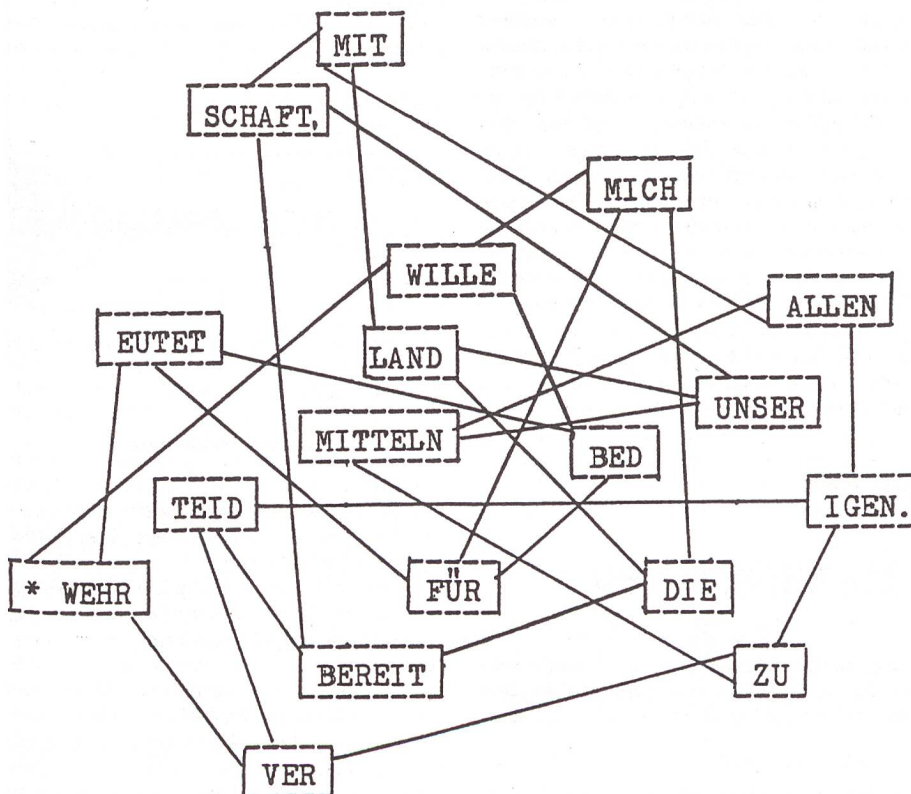 MIT
SCHAFT,
MICH
WILLE
ALLEN
EUTET
LAND
UNSER
MITTELN
BED
TEID
IGEN.
* WEHR
FÜR
DIE
BEREIT
ZU
VER